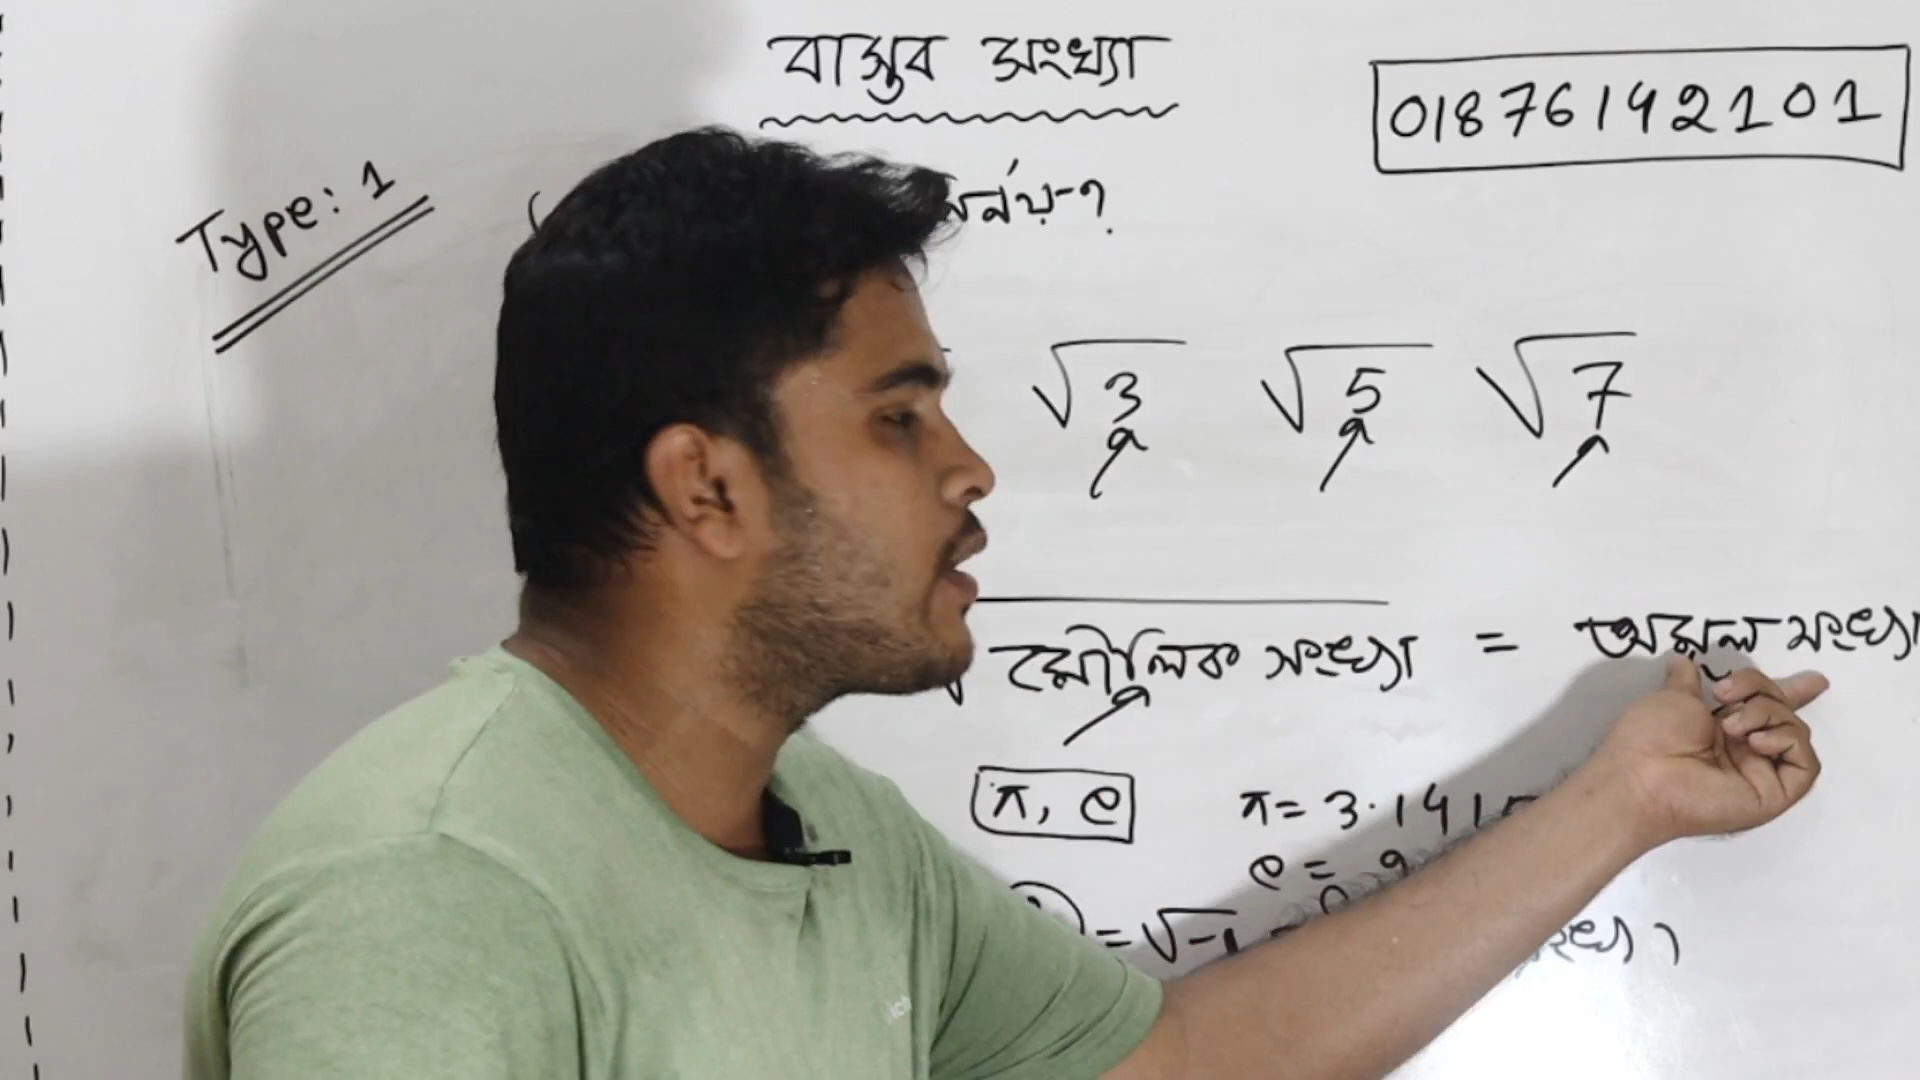 বাস্তব সংখ্যা
01876142101
Type: 1
√3 √5 √7
√ মৌলিক সংখ্যা = অমূলদ সংখ্যা
π, e π = 3.141
e =
= √-1